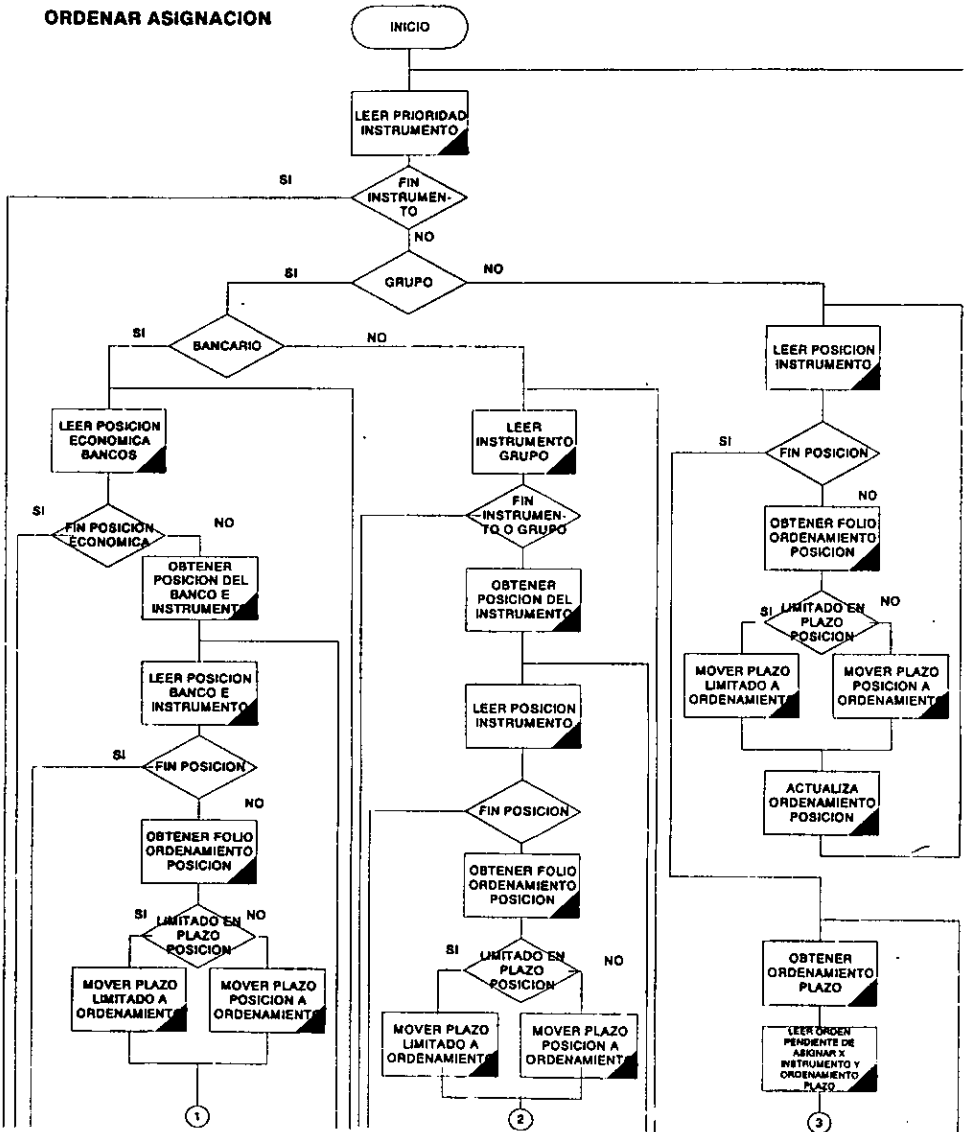 ORDENAR ASIGNACION
INICIO
LEER PRIORIDAD
INSTRUMENTO
SI
FIN
INSTRUMEN-
TO
NO
SI
GRUPO
NO
SI
BANCARIO
NO
LEER POSICION
ECONOMICA
BANCOS
SI
FIN POSICION
ECONOMICA
NO
OBTENER
POSICION DEL
BANCO E
INSTRUMENTO
LEER POSICION
BANCO E
INSTRUMENTO
SI
FIN POSICION
NO
OBTENER FOLIO
ORDENAMIENTO
POSICION
SI
LIMITADO EN
PLAZO
POSICION
NO
MOVER PLAZO
LIMITADO A
ORDENAMIENTO
MOVER PLAZO
POSICION A
ORDENAMIENTO
1
LEER
INSTRUMENTO
GRUPO
FIN
INSTRUMEN-
TO O GRUPO
OBTENER
POSICION DEL
INSTRUMENTO
LEER POSICION
INSTRUMENTO
FIN POSICION
OBTENER FOLIO
ORDENAMIENTO
POSICION
SI
LIMITADO EN
PLAZO
POSICION
NO
MOVER PLAZO
LIMITADO A
ORDENAMIENTO
MOVER PLAZO
POSICION A
ORDENAMIENTO
2
LEER POSICION
INSTRUMENTO
SI
FIN POSICION
NO
OBTENER FOLIO
ORDENAMIENTO
POSICION
SI
LIMITADO EN
PLAZO
POSICION
NO
MOVER PLAZO
LIMITADO A
ORDENAMIENTO
MOVER PLAZO
POSICION A
ORDENAMIENTO
ACTUALIZA
ORDENAMIENTO
POSICION
OBTENER
ORDENAMIENTO
PLAZO
LEER ORDEN
PENDIENTE DE
ASIGNAR X
INSTRUMENTO Y
ORDENAMIENTO
PLAZO
3